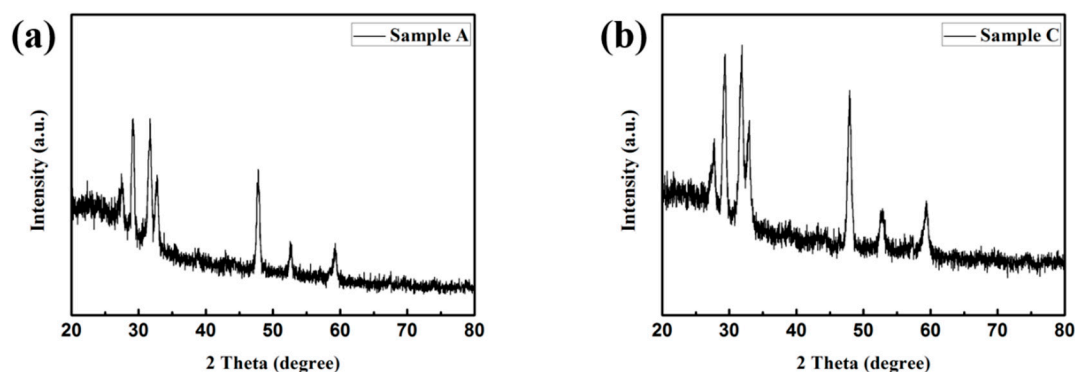 (a)
Sample A
Intensity (a.u.)
20 30 40 50 60 70 80
2 Theta (degree)
(b)
Sample C
Intensity (a.u.)
20 30 40 50 60 70 80
2 Theta (degree)